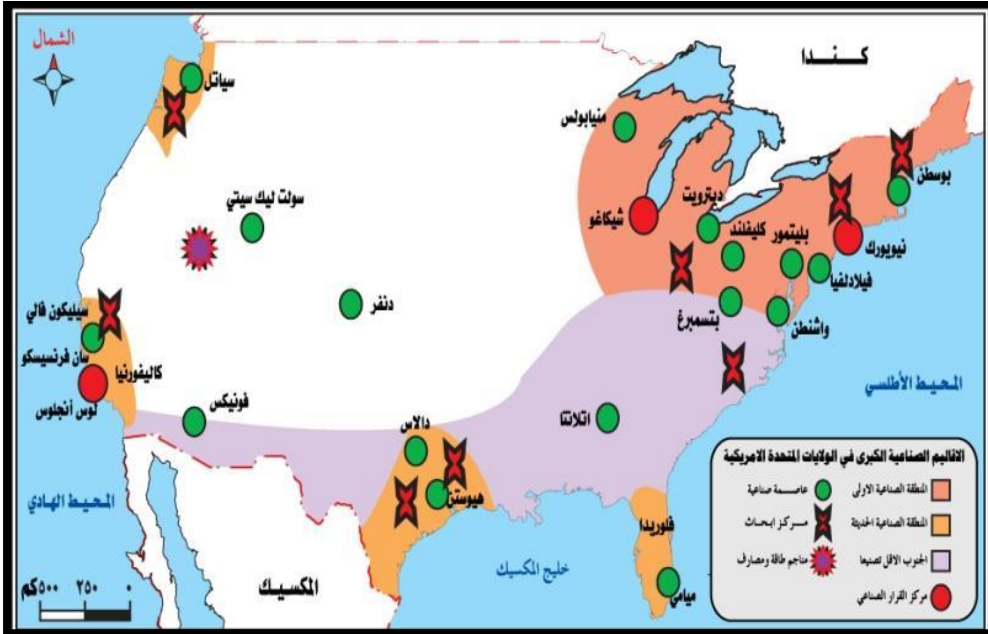 الشمال
كـــنـــدا
سياتل
منيابولس
بوسطن
سولت ليك سيتي
ديترويت
شيكاغو
كليفلند
بليتمور
نيويورك
فيلادلفيا
دنفر
سيليكون فالي
بتسمبرغ
واشنطن
سان فرنسيسكو
كاليفورنيا
المحيط الأطلسي
لوس أنجلوس
فونيكس
دالاس
اتلانتا
هيوستن
المحيط الهادي
فلوريدا
خليج المكسيك
المكسيك
ميامي
الاقاليم الصناعية الكبرى في الولايات المتحدة الامريكية
المنطقة الصناعية الاولى
عاصمة صناعية
المنطقة الصناعية الحديثة
مركز ابحاث
الجنوب الاقل تصنيعا
مناجم طاقة ومصارف
مركز القرار الصناعي
٥٠٠كم ٢٥٠ ٠